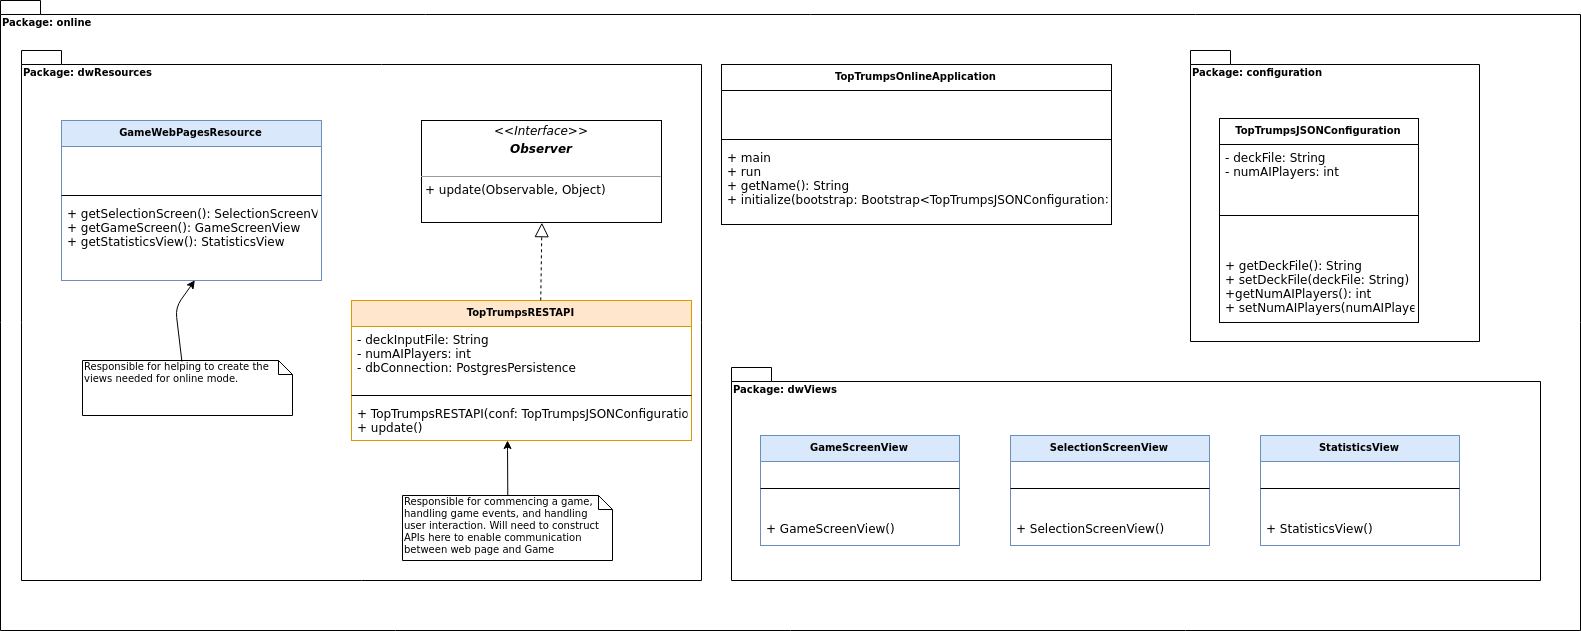 Package: online
Package: dwResources
GameWebPagesResource
+ getSelectionScreen(): SelectionScreenV
+ getGameScreen(): GameScreenView
+ getStatisticsView(): StatisticsView
Responsible for helping to create the
views needed for online mode.
<<Interface>>
Observer
+ update(Observable, Object)
TopTrumpsRESTAPI
- deckInputFile: String
- numAIPlayers: int
- dbConnection: PostgresPersistence
+ TopTrumpsRESTAPI(conf: TopTrumpsJSONConfiguratio
+ update()
Responsible for commencing a game,
handling game events, and handling
user interaction. Will need to construct
APIs here to enable communication
between web page and Game
TopTrumpsOnlineApplication
+ main
+ run
+ getName(): String
+ initialize(bootstrap: Bootstrap<TopTrumpsJSONConfiguration:
Package: configuration
TopTrumpsJSONConfiguration
- deckFile: String
- numAIPlayers: int
+ getDeckFile(): String
+ setDeckFile(deckFile: String)
+getNumAIPlayers(): int
+ setNumAIPlayers(numAIPlaye
Package: dwViews
GameScreenView
+ GameScreenView()
SelectionScreenView
+ SelectionScreenView()
StatisticsView
+ StatisticsView()